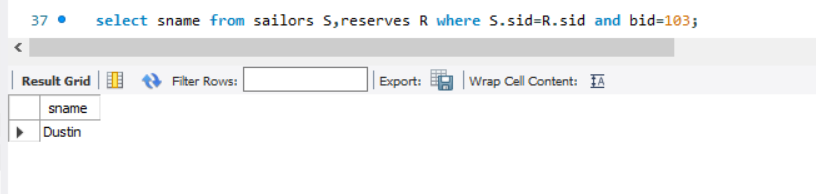 37 select sname from sailors S,reserves R where S.sid=R.sid and bid=103;
Result Grid Filter Rows: Export: Wrap Cell Content: IA
sname
Dustin